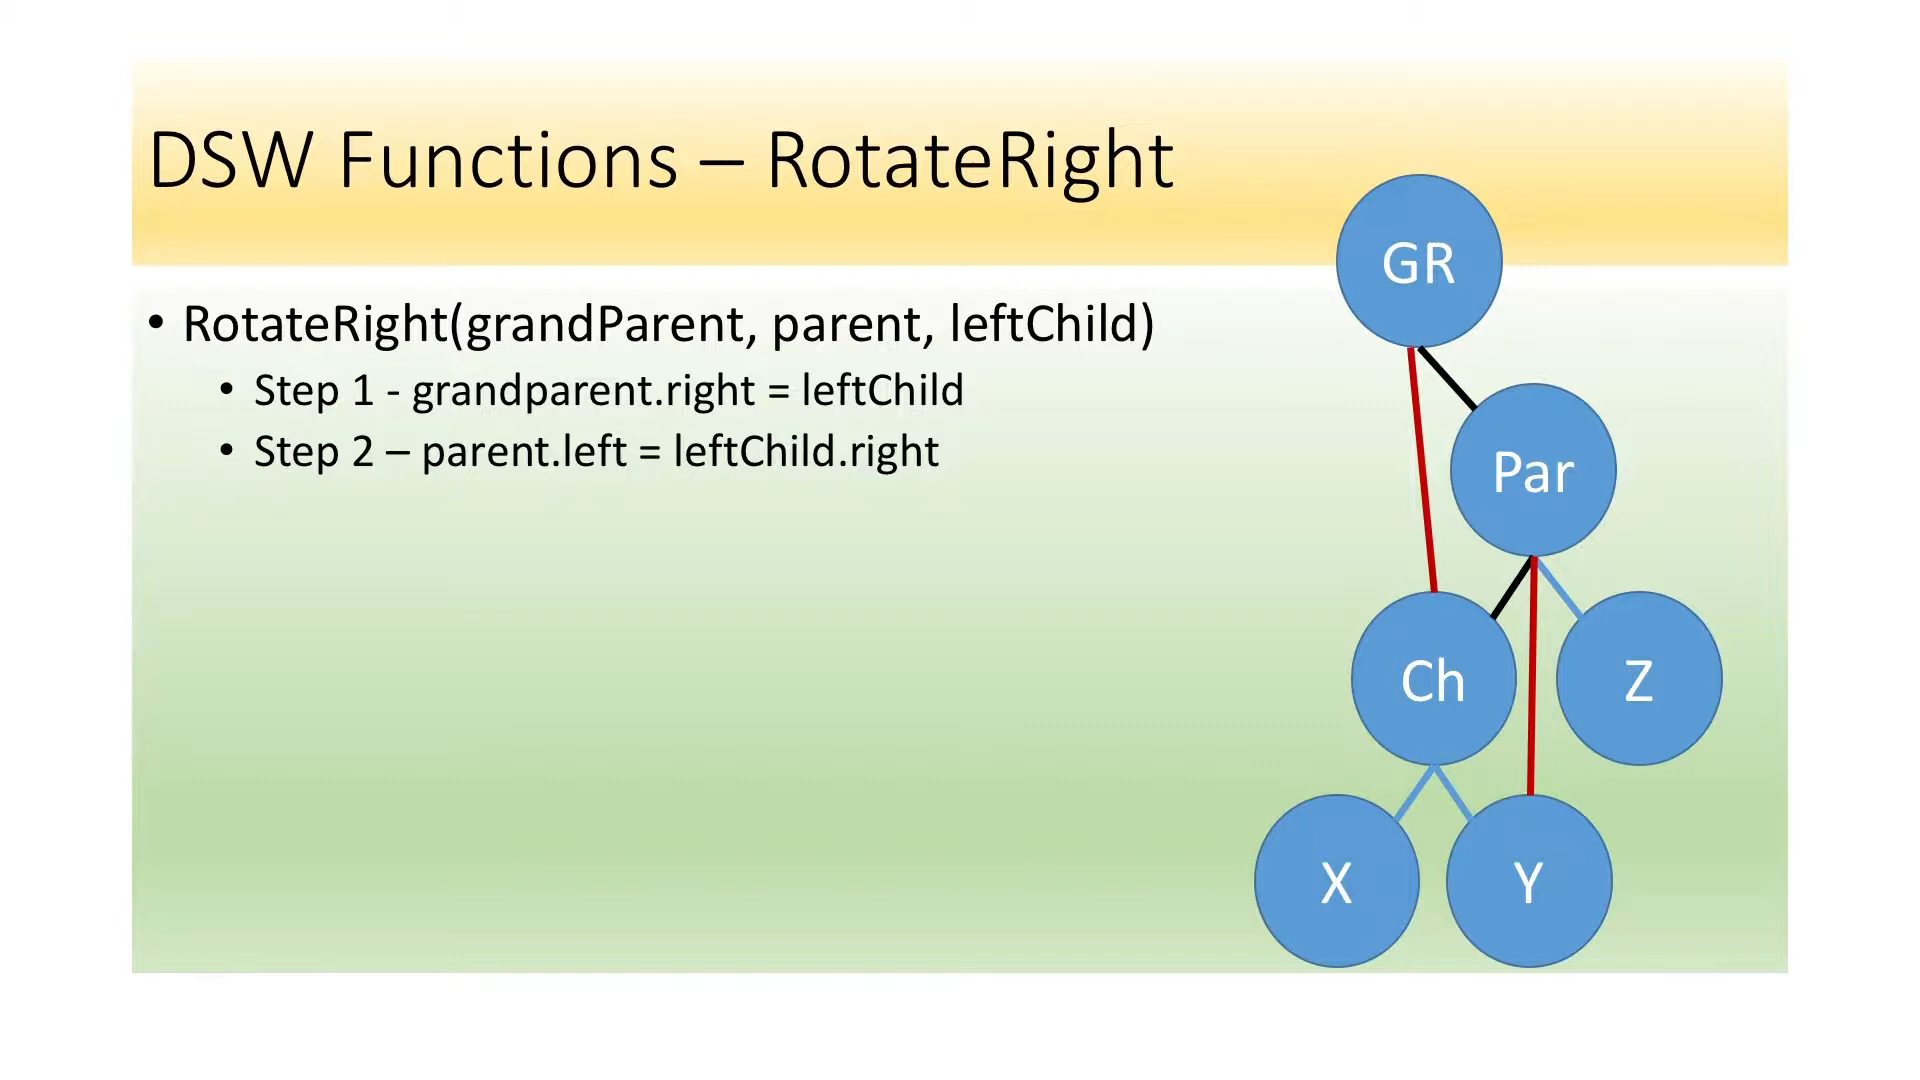 DSW Functions – RotateRight
• RotateRight(grandParent, parent, leftChild)
• Step 1 - grandparent.right = leftChild
• Step 2 – parent.left = leftChild.right
GR
Par
Ch
Z
X
Y